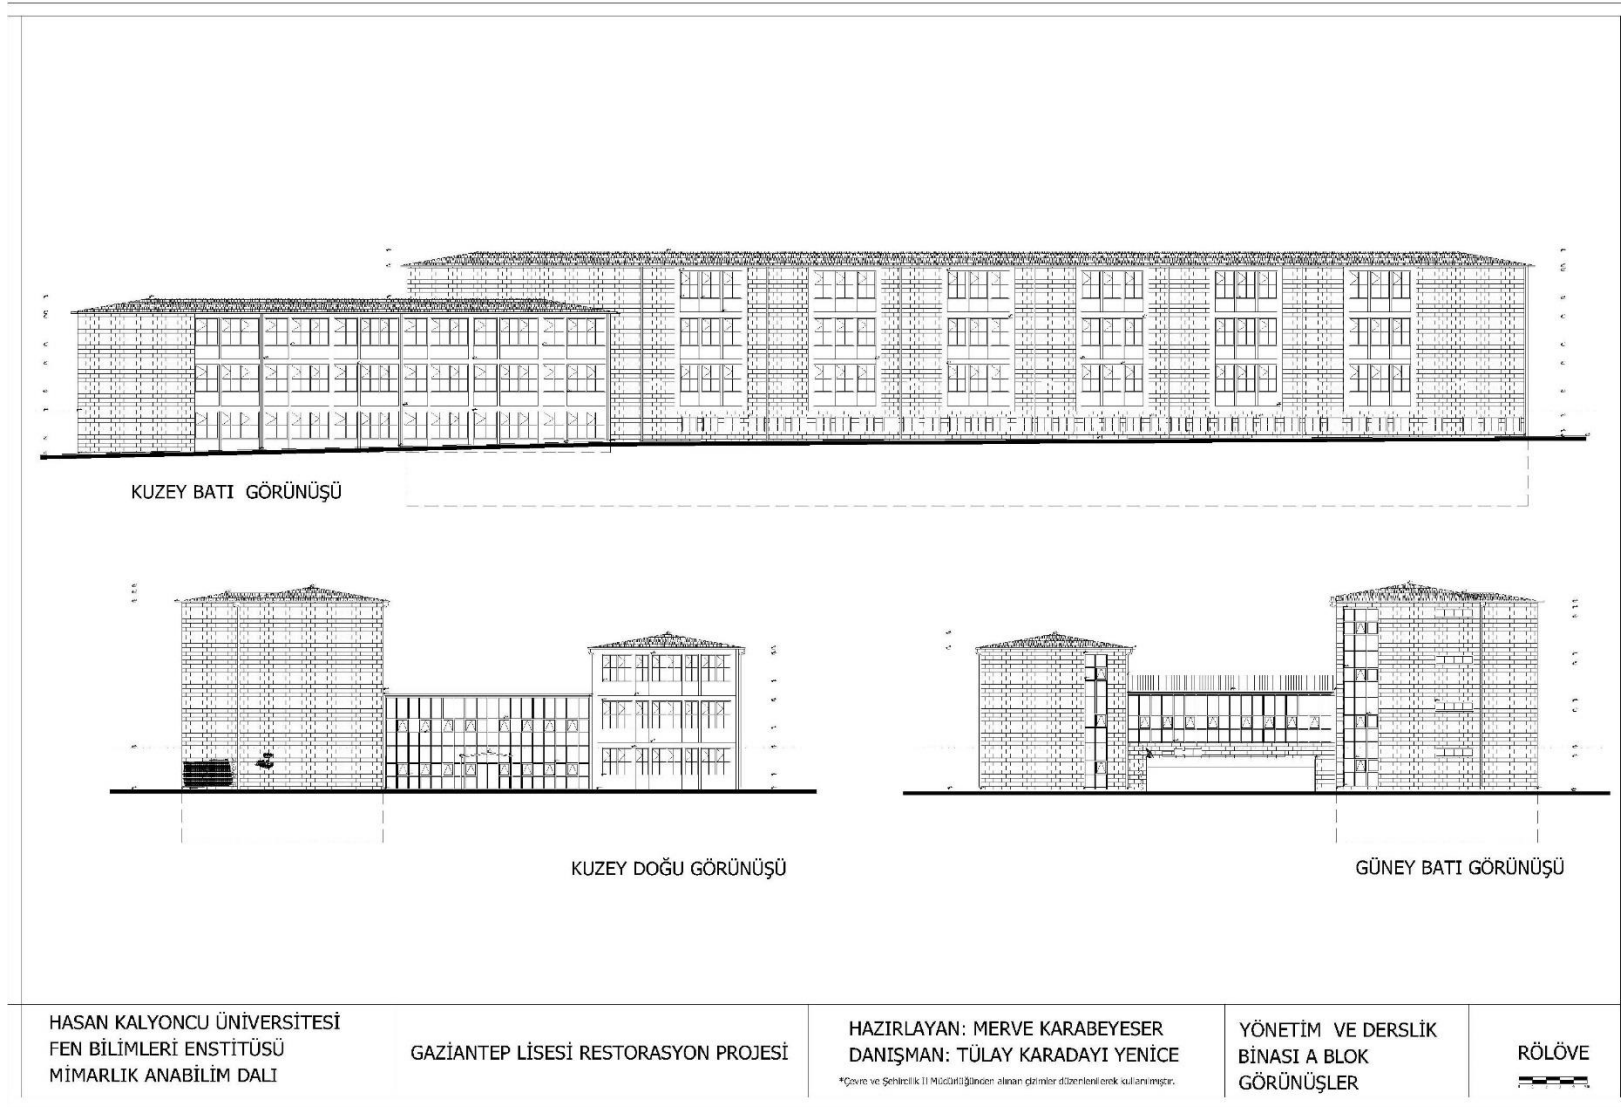 KUZEY BATI GÖRÜNÜŞÜ
KUZEY DOĞU GÖRÜNÜŞÜ
GÜNEY BATI GÖRÜNÜŞÜ
HASAN KALYONCU ÜNİVERSİTESİ
FEN BİLİMLERİ ENSTİTÜSÜ
MİMARLIK ANABİLİM DALI
GAZİANTEP LİSESİ RESTORASYON PROJESİ
HAZIRLAYAN: MERVE KARABEYESER
DANIŞMAN: TÜLAY KARADAYI YENİCE
*Çevre ve Şehircilik İl Müdürlüğünden alınan çizimler düzenlenilerek kullanılmıştır.
YÖNETİM VE DERSLİK
BİNASI A BLOK
GÖRÜNÜŞLER
RÖLÖVE